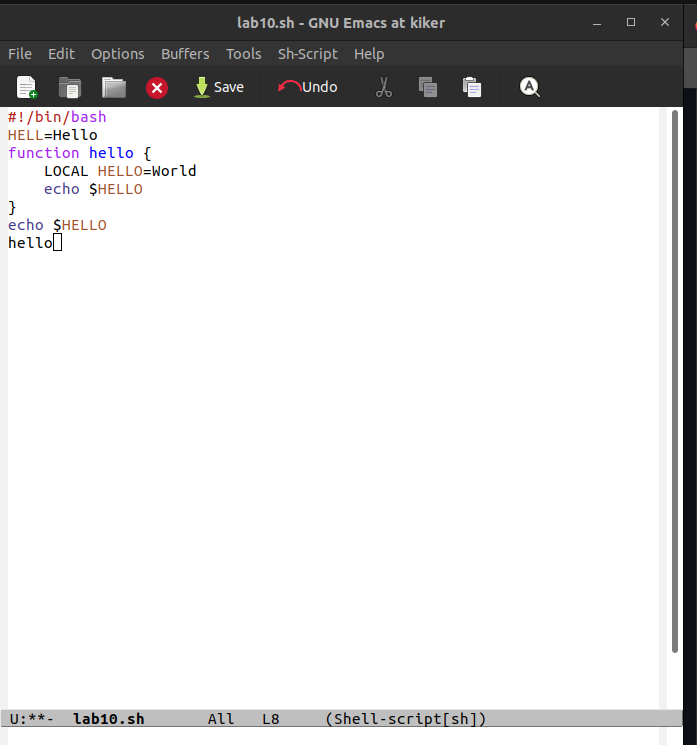 lab10.sh - GNU Emacs at kiker
File Edit Options Buffers Tools Sh-Script Help
Save Undo
#!/bin/bash
HELL=Hello
function hello {
    LOCAL HELLO=World
    echo $HELLO
}
echo $HELLO
hello
U:**-  lab10.sh       All   L8     (Shell-script[sh])